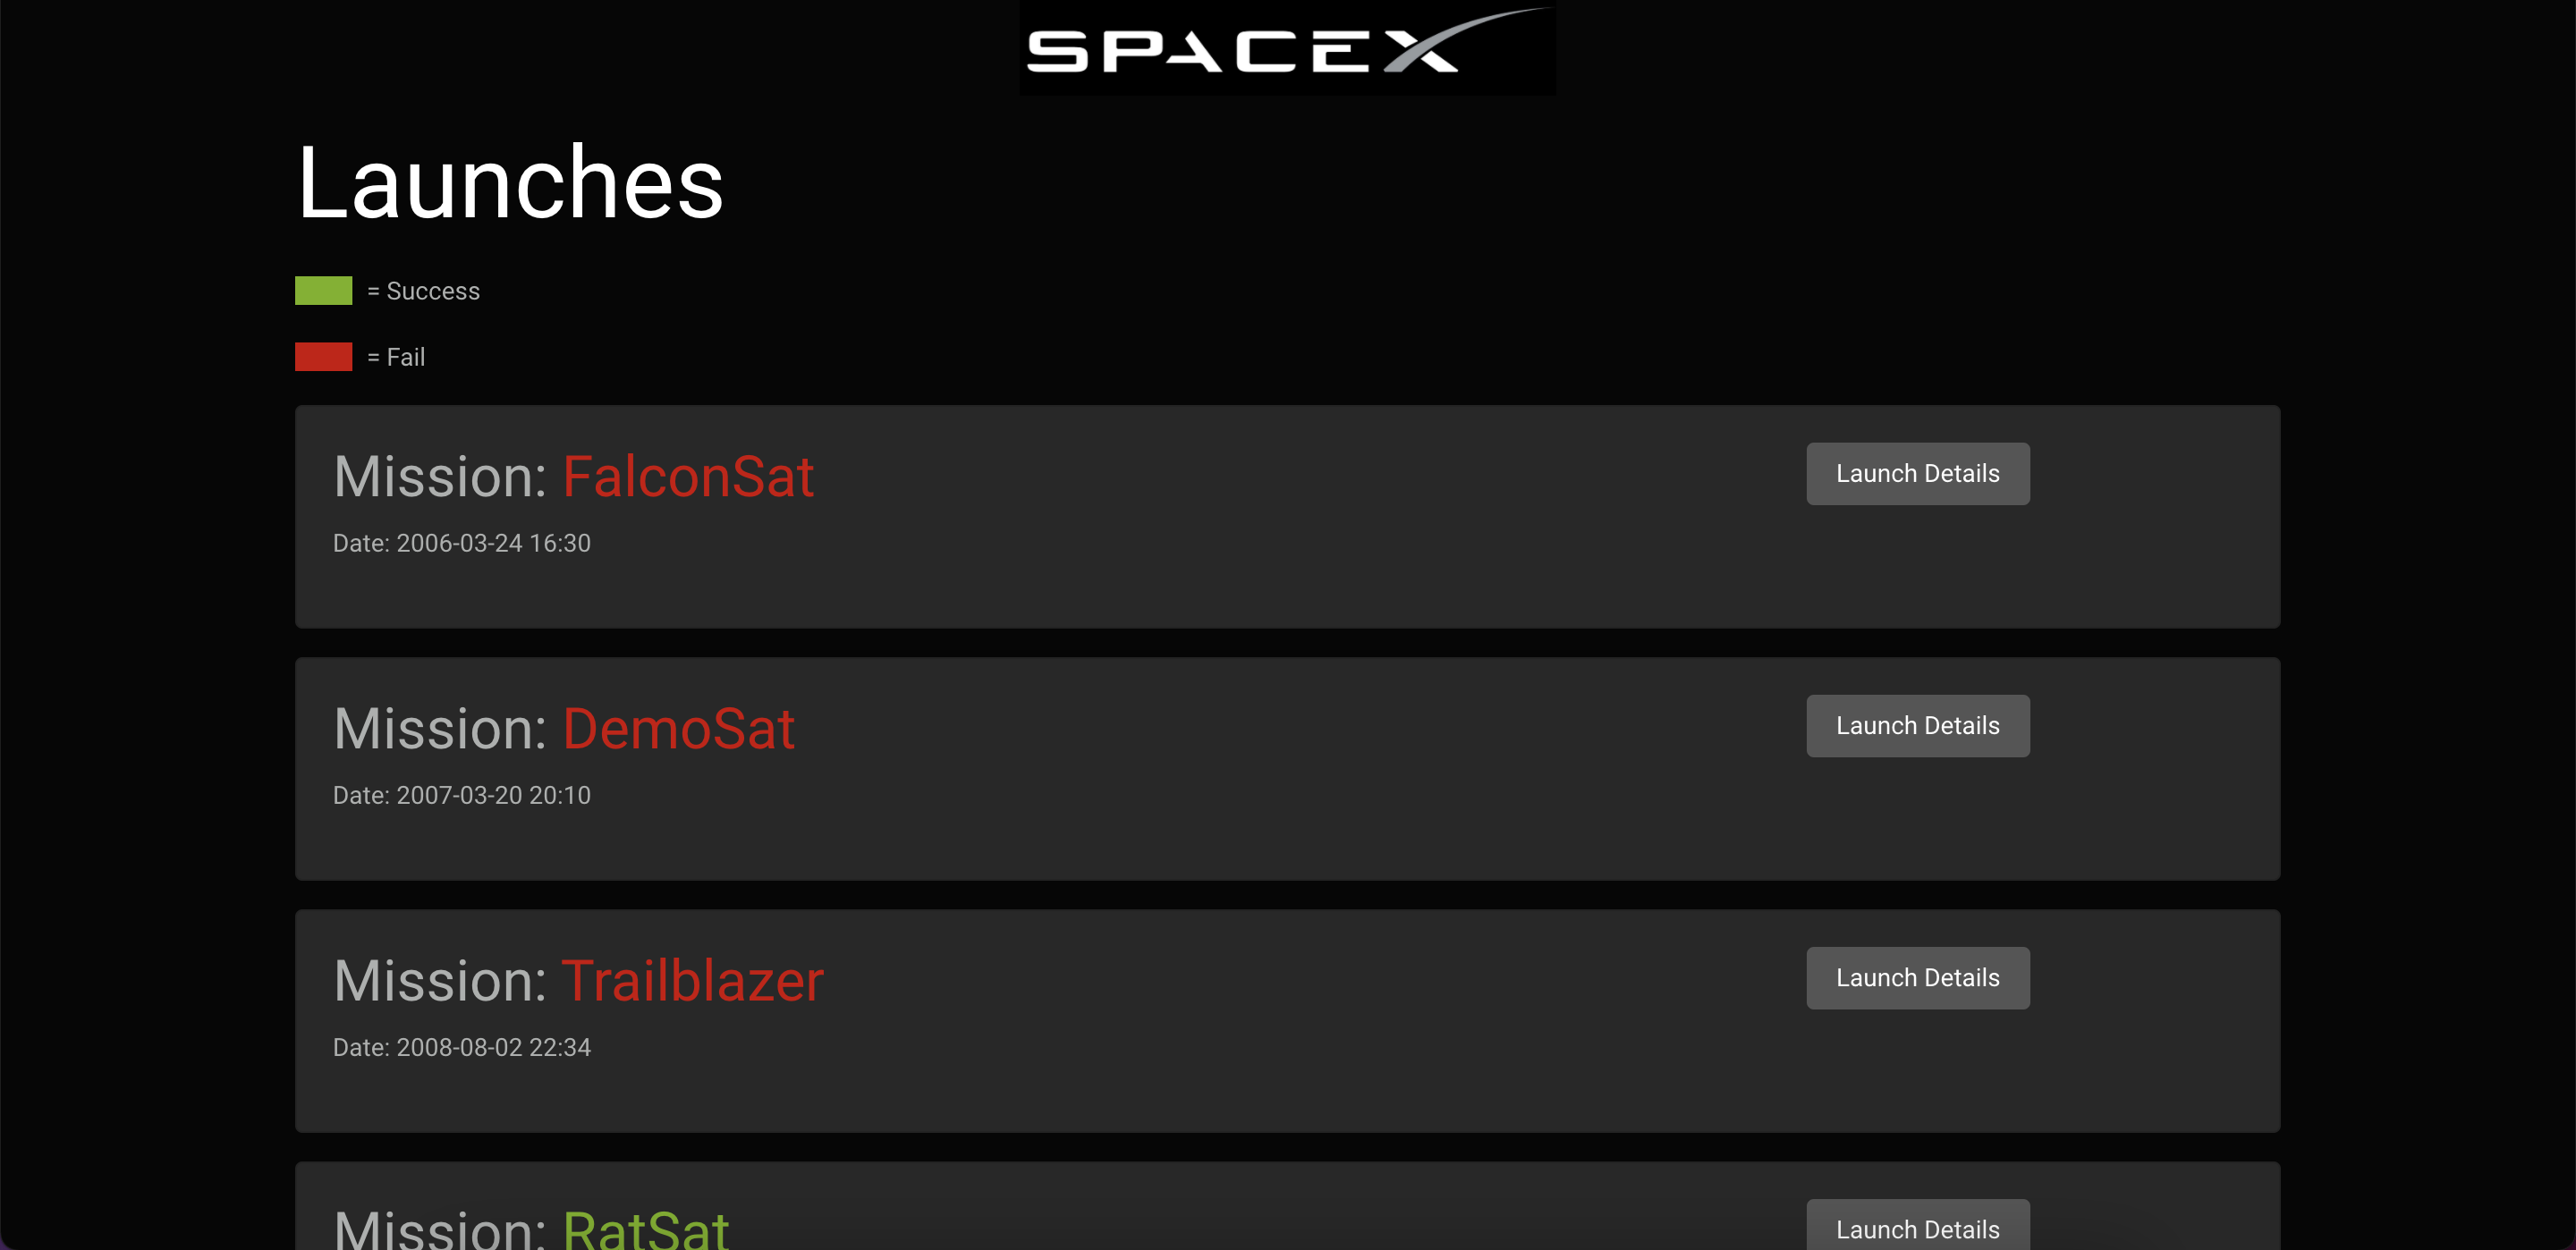 SPACEX
Launches
= Success
= Fail
Mission: FalconSat
Launch Details
Date: 2006-03-24 16:30
Mission: DemoSat
Launch Details
Date: 2007-03-20 20:10
Mission: Trailblazer
Launch Details
Date: 2008-08-02 22:34
Mission: RatSat
Launch Details